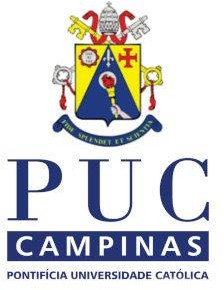 FIDE SPLENDET ET SCIENTIA
PUC
CAMPINAS
PONTIFÍCIA UNIVERSIDADE CATÓLICA